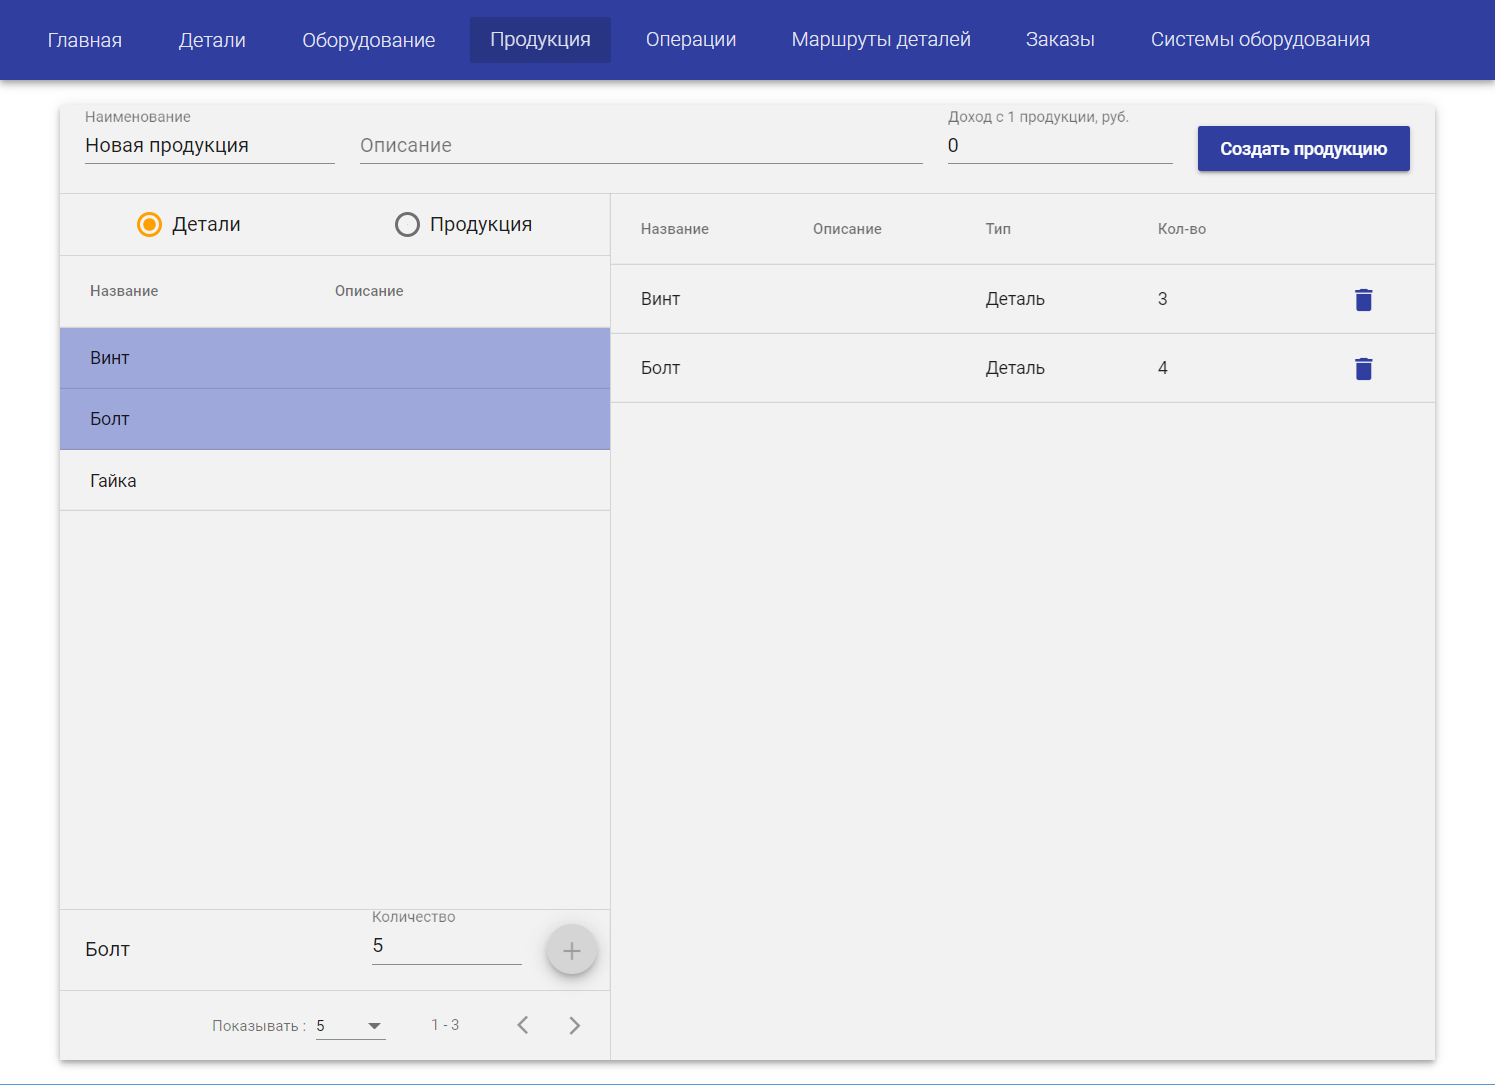 Главная Детали Оборудование Продукция Операции Маршруты деталей Заказы Системы оборудования
Наименование Доход с 1 продукции, руб.
Новая продукция Описание 0 Создать продукцию
Детали Продукция
Название Описание
Винт
Болт
Гайка
Количество
Болт 5
Показывать : 5 1 - 3
Название Описание Тип Кол-во
Винт Деталь 3
Болт Деталь 4